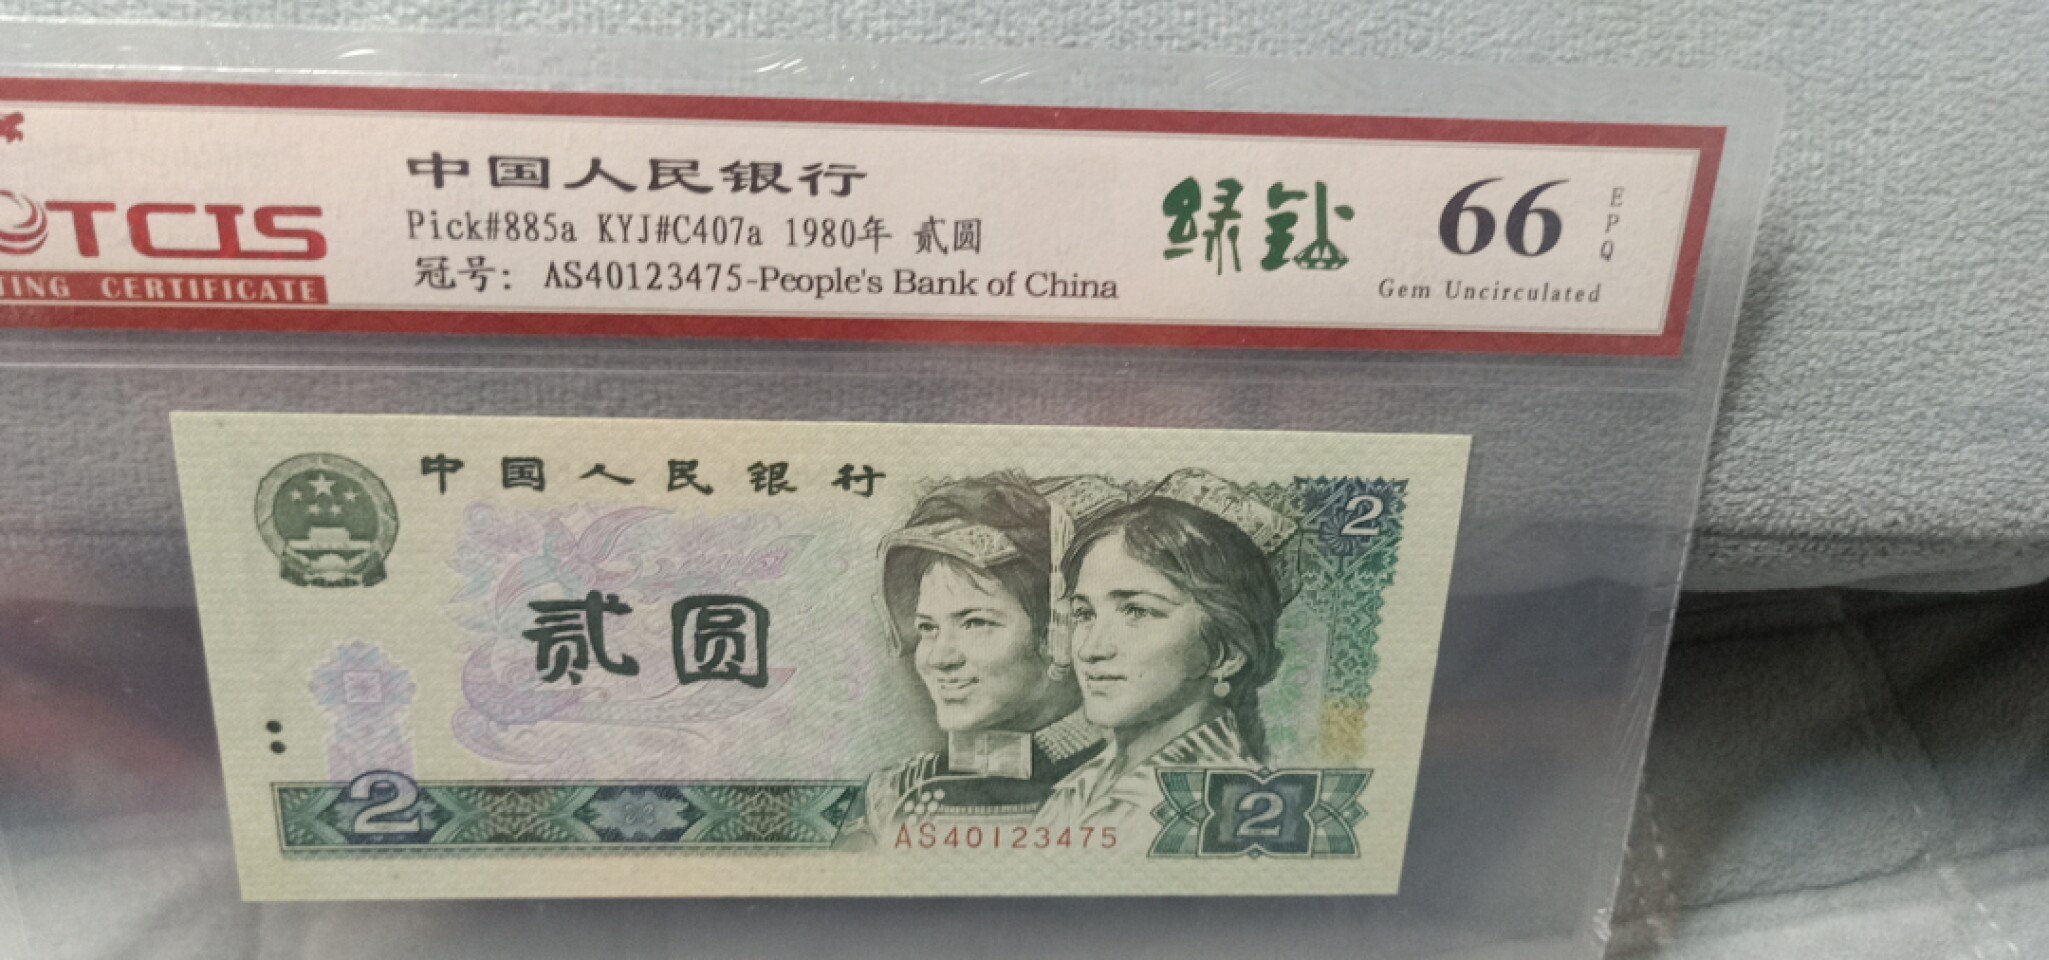 中国人民银行
Pick#885a KYJ#C407a 1980年 贰圆
冠号: AS40123475-People's Bank of China
TCIS
TING CERTIFICATE
绿钻
66
EPQ
Gem Uncirculated
中国人民银行
2
贰圆
2
AS40123475
2